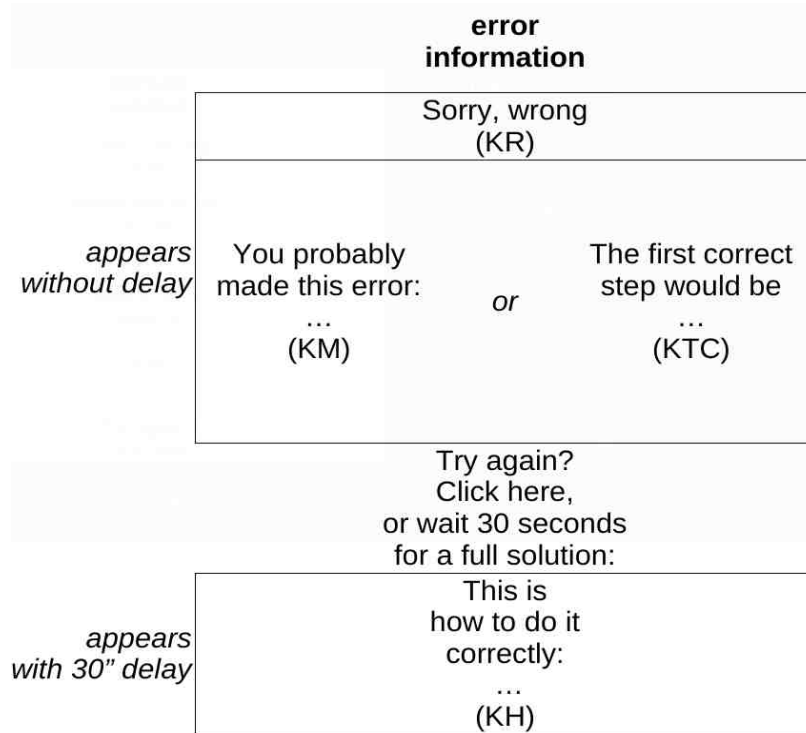 error
information
Sorry, wrong
(KR)
appears
without delay
You probably
made this error:
…
(KM)
or
The first correct
step would be
…
(KTC)
Try again?
Click here,
or wait 30 seconds
for a full solution:
appears
with 30” delay
This is
how to do it
correctly:
…
(KH)